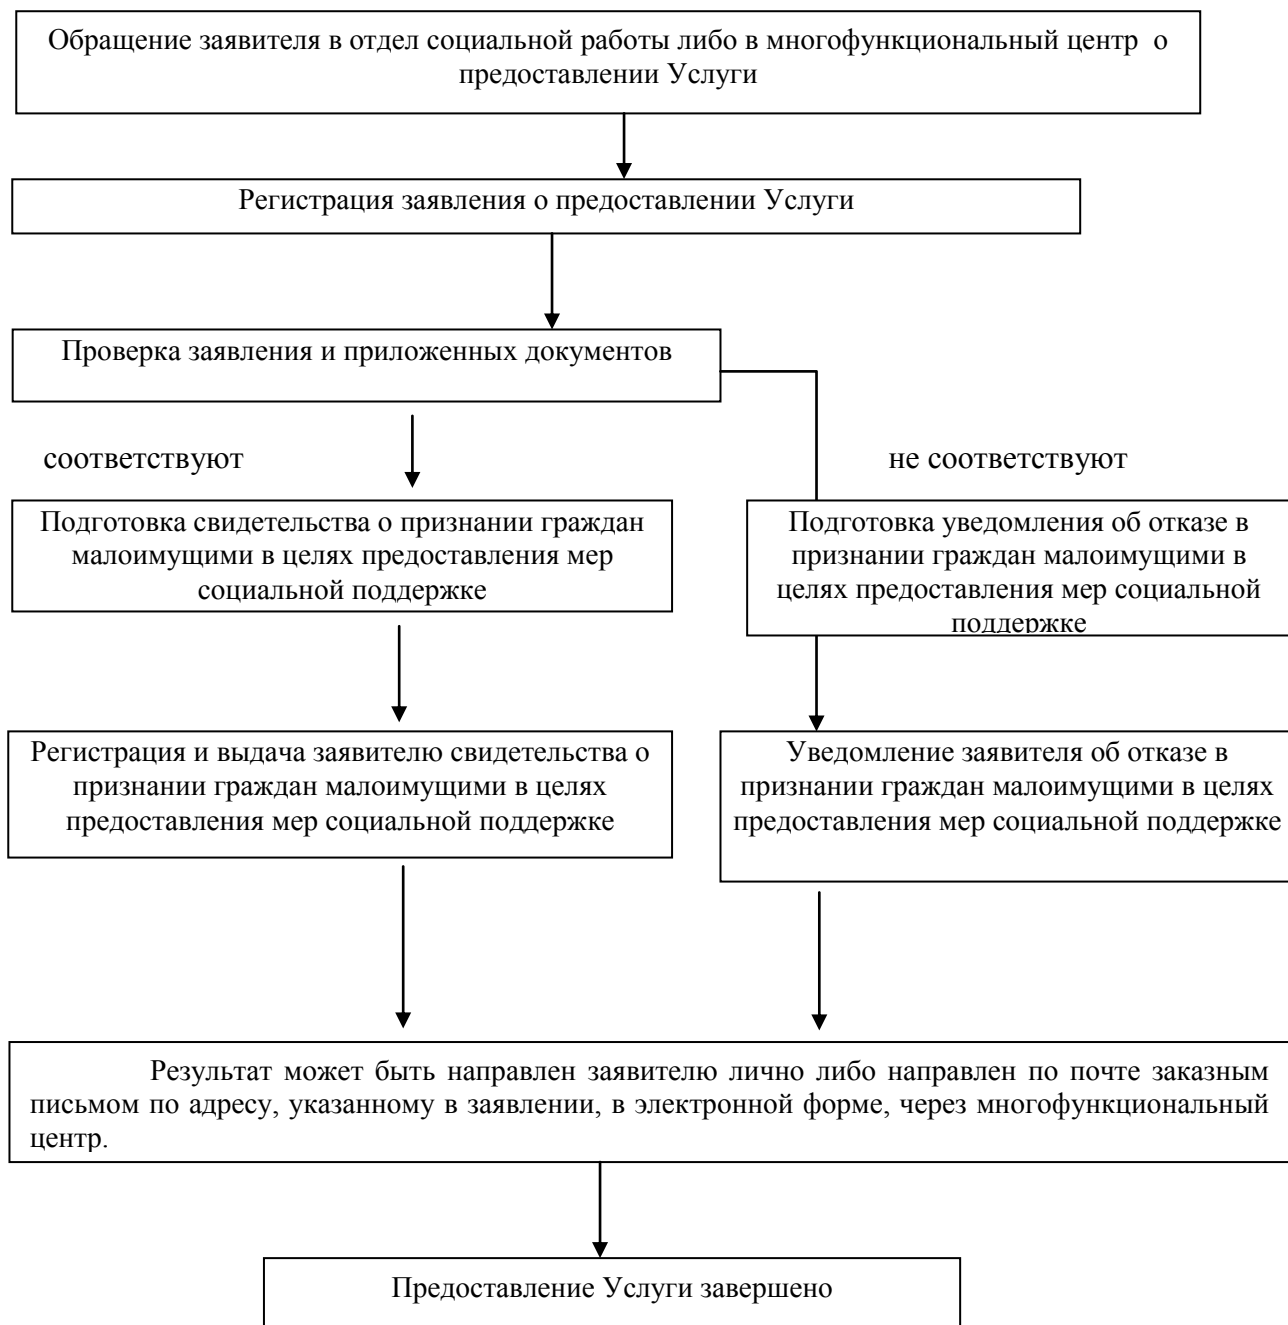 Обращение заявителя в отдел социальной работы либо в многофункциональный центр о
предоставлении Услуги
Регистрация заявления о предоставлении Услуги
Проверка заявления и приложенных документов
соответствуют
не соответствуют
Подготовка свидетельства о признании граждан
малоимущими в целях предоставления мер
социальной поддержке
Подготовка уведомления об отказе в
признании граждан малоимущими в
целях предоставления мер социальной
поддержке
Регистрация и выдача заявителю свидетельства о
признании граждан малоимущими в целях
предоставления мер социальной поддержке
Уведомление заявителя об отказе в
признании граждан малоимущими в целях
предоставления мер социальной поддержке
Результат может быть направлен заявителю лично либо направлен по почте заказным
письмом по адресу, указанному в заявлении, в электронной форме, через многофункциональный
центр.
Предоставление Услуги завершено